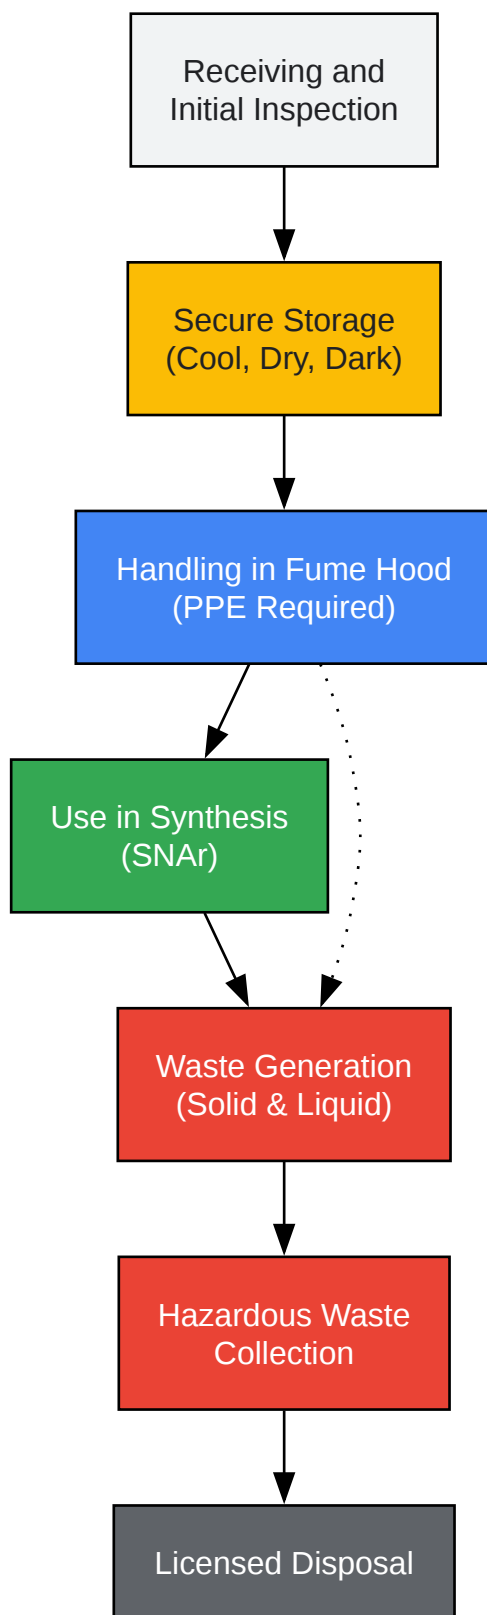 Receiving and
Initial Inspection
Secure Storage
(Cool, Dry, Dark)
Handling in Fume Hood
(PPE Required)
Use in Synthesis
(SNAr)
Waste Generation
(Solid & Liquid)
Hazardous Waste
Collection
Licensed Disposal